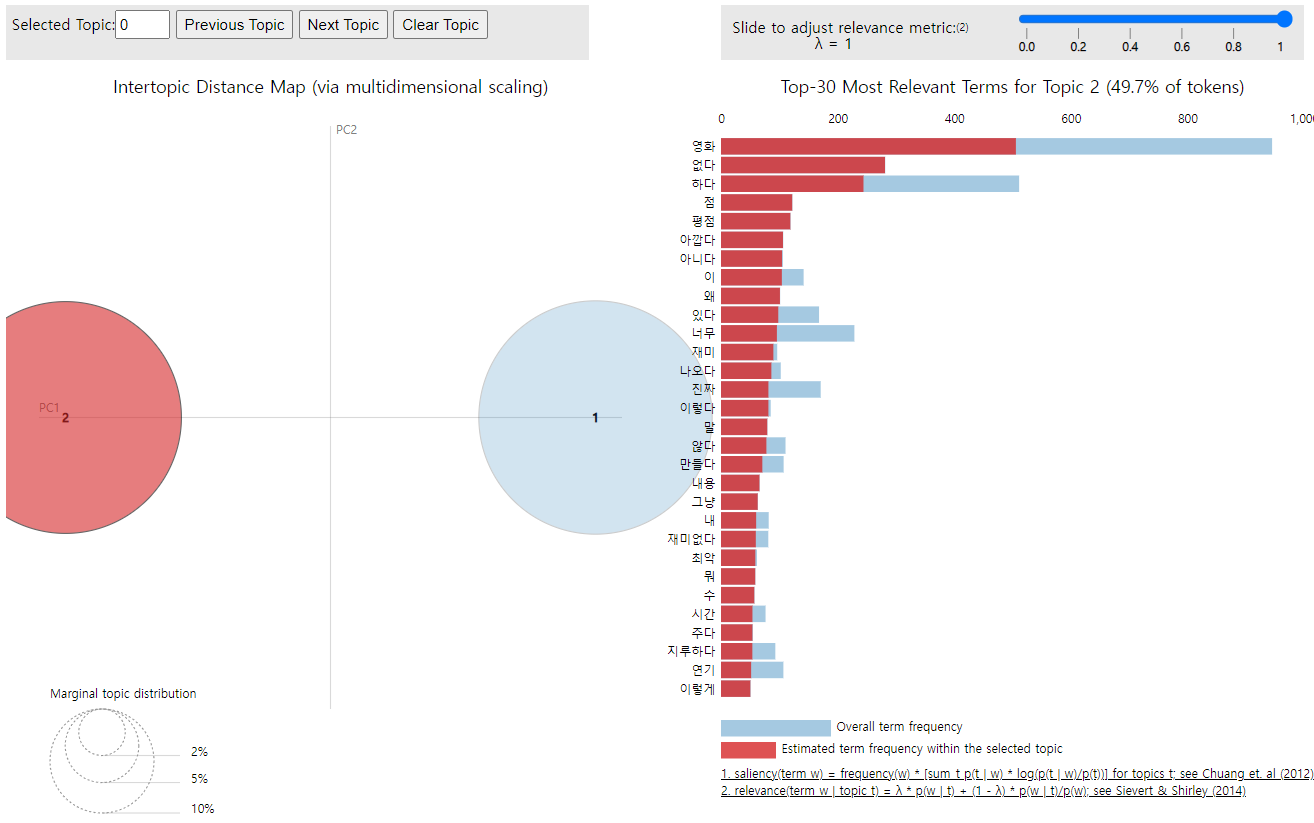 Selected Topic: 0 Previous Topic Next Topic Clear Topic
Slide to adjust relevance metric:(2)
λ = 1
0.0 0.2 0.4 0.6 0.8 1
Intertopic Distance Map (via multidimensional scaling)
PC2
PC1
2
1
Marginal topic distribution
2%
5%
10%
Top-30 Most Relevant Terms for Topic 2 (49.7% of tokens)
0 200 400 600 800 1,00
영화
없다
하다
점
평점
아깝다
아니다
이
왜
있다
너무
재미
나오다
진짜
이렇다
말
않다
만들다
내용
그냥
내
재미없다
최악
뭐
수
시간
주다
지루하다
연기
이렇게
Overall term frequency
Estimated term frequency within the selected topic
1. saliency(term w) = frequency(w) * [sum_t p(t | w) * log(p(t | w)/p(t))] for topics t; see Chuang et. al (2012)
2. relevance(term w | topic t) = λ * p(w | t) + (1 - λ) * p(w | t)/p(w); see Sievert & Shirley (2014)